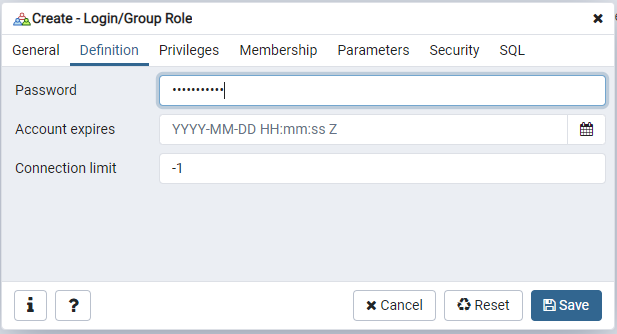 Create - Login/Group Role
General Definition Privileges Membership Parameters Security SQL
Password •••••••••••
Account expires YYYY-MM-DD HH:mm:ss Z
Connection limit -1
i ? Cancel Reset Save